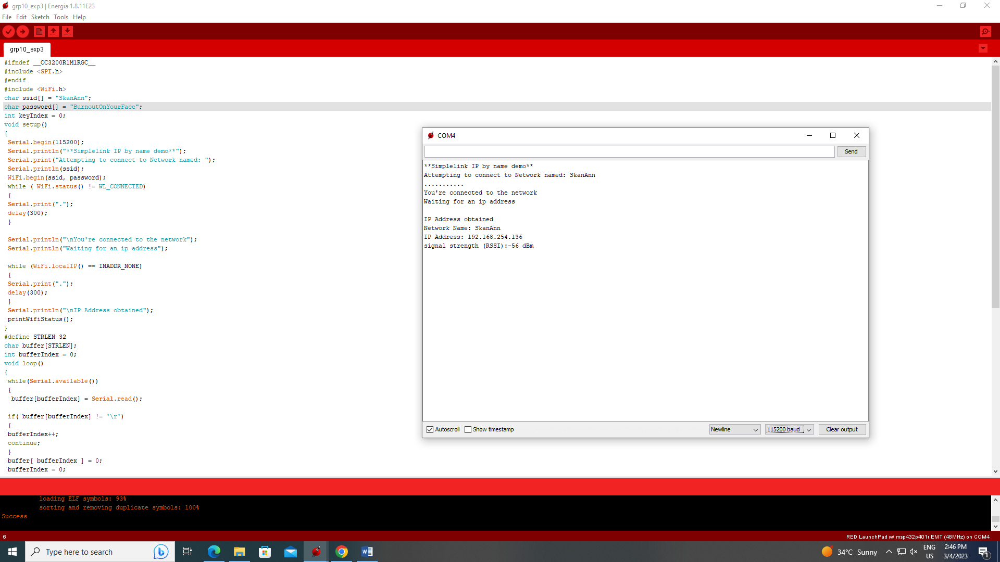 grp10_exp3 | Energia 1.8.11E23
File Edit Sketch Tools Help
grp10_exp3
#ifndef __CC3200R1M1RGC__
#include <SPI.h>
#endif
#include <WiFi.h>
char ssid[] = "SkanAnn";
char password[] = "BurnoutOnYourFace";
int keyIndex = 0;
void setup()
{
Serial.begin(115200);
Serial.println("**Simplelink IP by name demo**");
Serial.print("Attempting to connect to Network named: ");
Serial.println(ssid);
WiFi.begin(ssid, password);
while ( WiFi.status() != WL_CONNECTED)
{
Serial.print(".");
delay(300);
}
Serial.println("\nYou're connected to the network");
Serial.println("Waiting for an ip address");
while (WiFi.localIP() == INADDR_NONE)
{
Serial.print(".");
delay(300);
}
Serial.println("\nIP Address obtained");
printWifiStatus();
}
#define STRLEN 32
char buffer[STRLEN];
int bufferIndex = 0;
void loop()
{
while(Serial.available())
{
buffer[bufferIndex] = Serial.read();
if( buffer[bufferIndex] != '\r')
{
bufferIndex++;
continue;
}
buffer[ bufferIndex ] = 0;
bufferIndex = 0;
COM4
Send
**Simplelink IP by name demo**
Attempting to connect to Network named: SkanAnn
...........
You're connected to the network
Waiting for an ip address
IP Address obtained
Network Name: SkanAnn
IP Address: 192.168.254.136
signal strength (RSSI):-56 dBm
Autoscroll Show timestamp Newline 115200 baud Clear output
loading ELF symbols: 93%
sorting and removing duplicate symbols: 100%
Success
6 RED LaunchPad w/ msp432p401r EMT (48MHz) on COM4
Type here to search
34°C Sunny
ENG
US
2:46 PM
3/4/2023
1